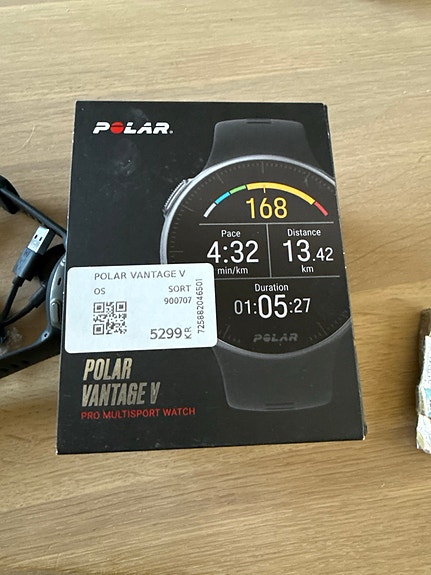 POLAR
168
Pace
4:32
min/km
Distance
13.42
km
Duration
01:05:27
POLAR
POLAR VANTAGE V
OS SORT
900707
5299 KR
725882046501
POLAR
VANTAGE V
PRO MULTISPORT WATCH